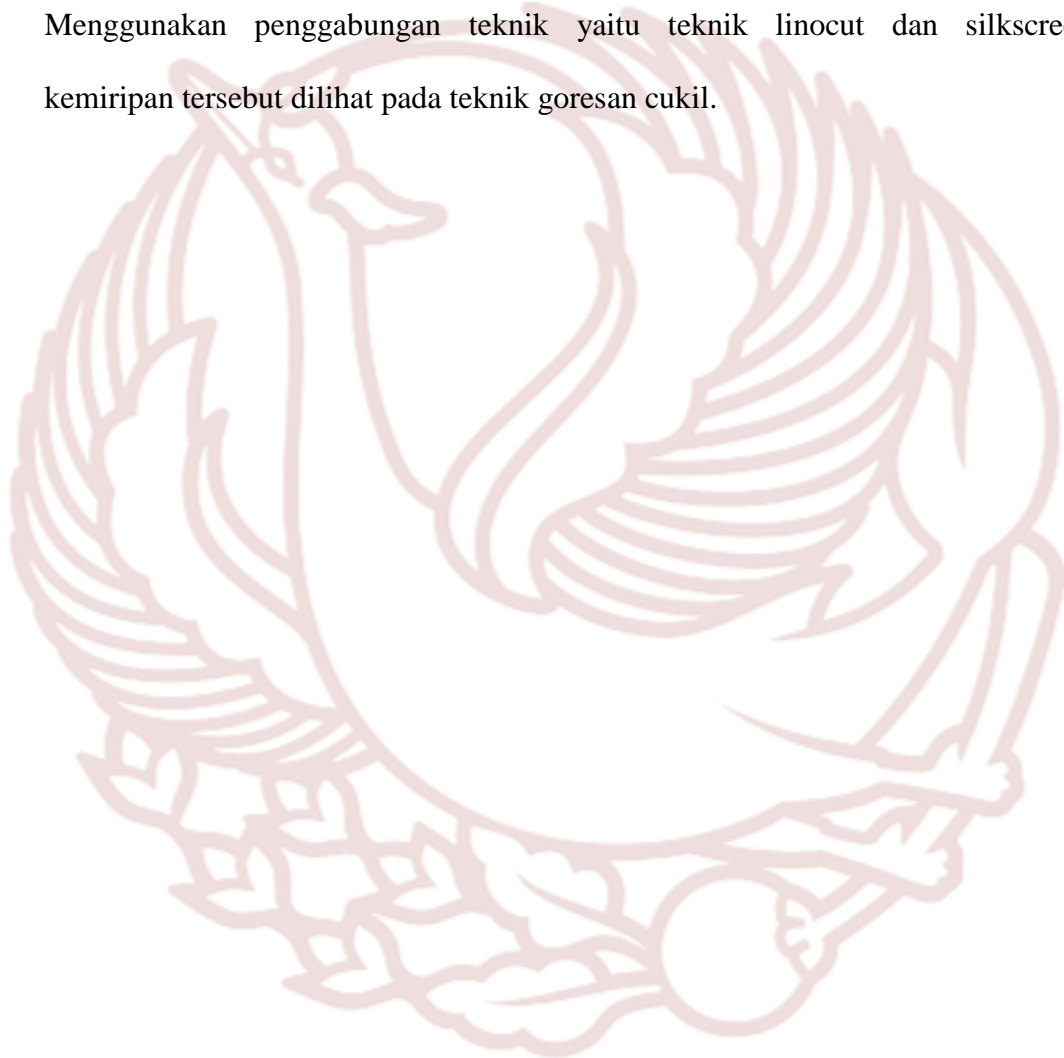 Menggunakan penggabungan teknik yaitu teknik linocut dan silkscre
kemiripan tersebut dilihat pada teknik goresan cukil.